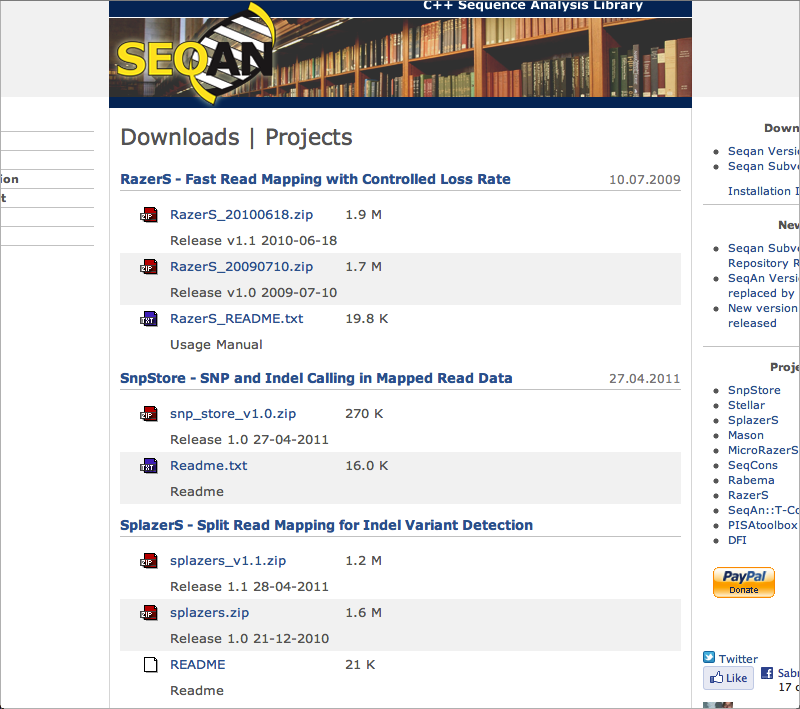 C++ Sequence Analysis Library
SEQAN
Downloads | Projects
RazerS - Fast Read Mapping with Controlled Loss Rate 10.07.2009
ZIP RazerS_20100618.zip 1.9 M
Release v1.1 2010-06-18
ZIP RazerS_20090710.zip 1.7 M
Release v1.0 2009-07-10
TXT RazerS_README.txt 19.8 K
Usage Manual
SnpStore - SNP and Indel Calling in Mapped Read Data 27.04.2011
ZIP snp_store_v1.0.zip 270 K
Release 1.0 27-04-2011
TXT Readme.txt 16.0 K
Readme
SplazerS - Split Read Mapping for Indel Variant Detection
ZIP splazers_v1.1.zip 1.2 M
Release 1.1 28-04-2011
ZIP splazers.zip 1.6 M
Release 1.0 21-12-2010
README 21 K
Readme
ion
t
Down
Seqan Versi
Seqan Subv
Installation I
New
Seqan Subv
Repository R
SeqAn Versi
replaced by
New version
released
Proje
SnpStore
Stellar
SplazerS
Mason
MicroRazerS
SeqCons
Rabema
RazerS
SeqAn::T-Co
PISAtoolbox
DFI
PayPal
Donate
Twitter
Like
Sabr
17 o